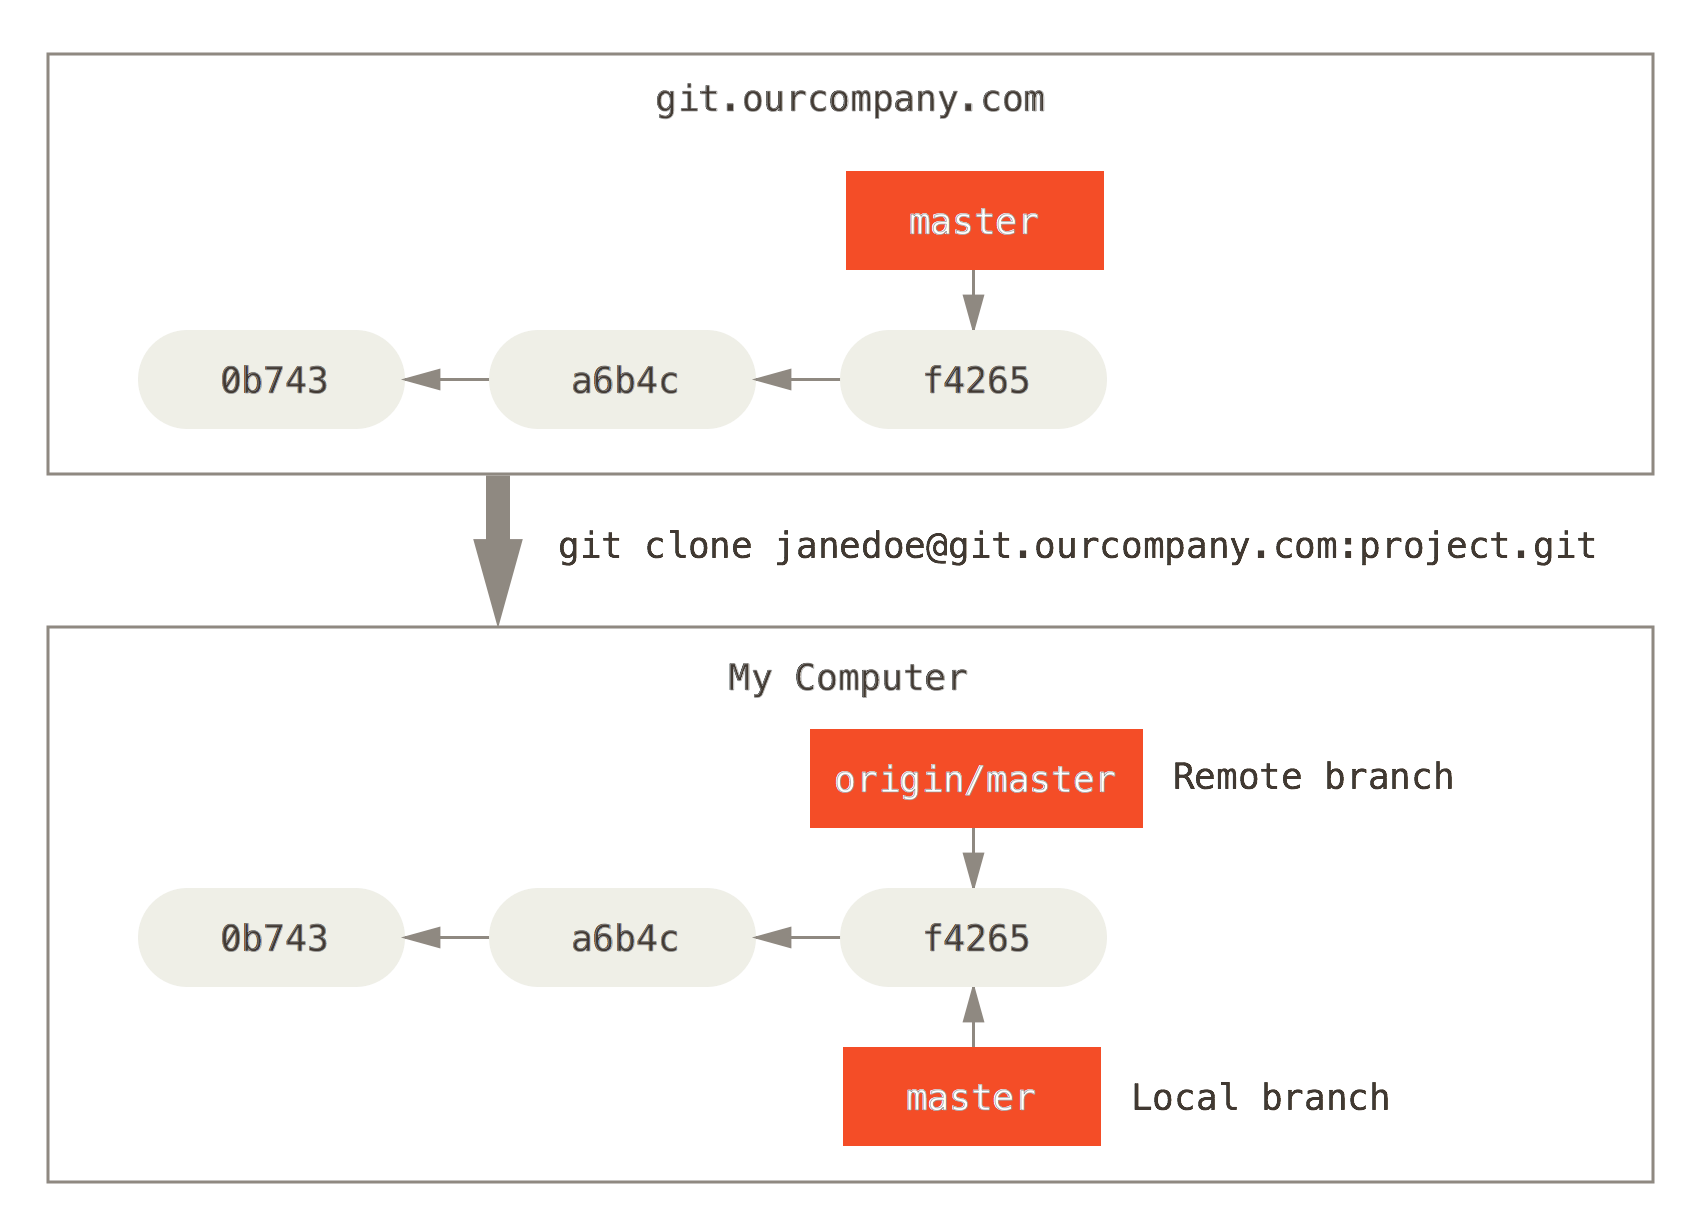 git.ourcompany.com
master
0b743
a6b4c
f4265
git clone janedoe@git.ourcompany.com:project.git
My Computer
origin/master
Remote branch
0b743
a6b4c
f4265
master
Local branch